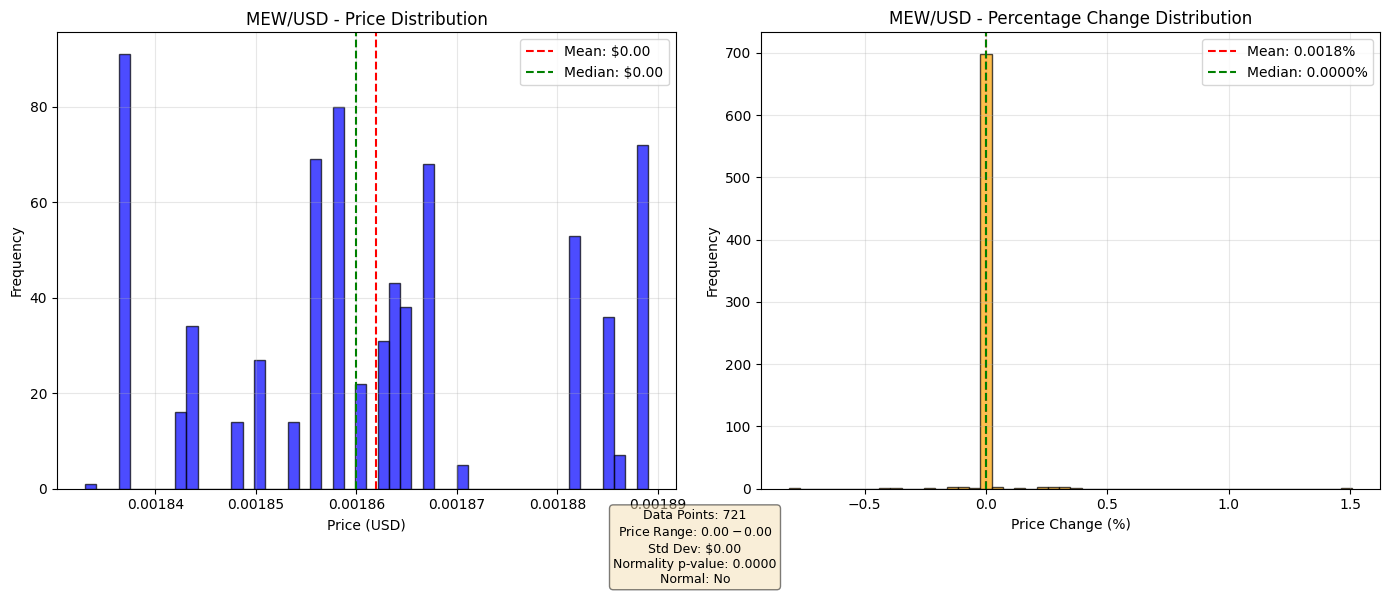 MEW/USD - Price Distribution
Mean: $0.00
Median: $0.00
Frequency
80
60
40
20
0
0.00184
0.00185
0.00186
0.00187
0.00188
0.00189
Price (USD)
MEW/USD - Percentage Change Distribution
Mean: 0.0018%
Median: 0.0000%
Frequency
700
600
500
400
300
200
100
0
−0.5
0.0
0.5
1.0
1.5
Price Change (%)
Data Points: 721
Price Range: 0.00 − 0.00
Std Dev: $0.00
Normality p-value: 0.0000
Normal: No